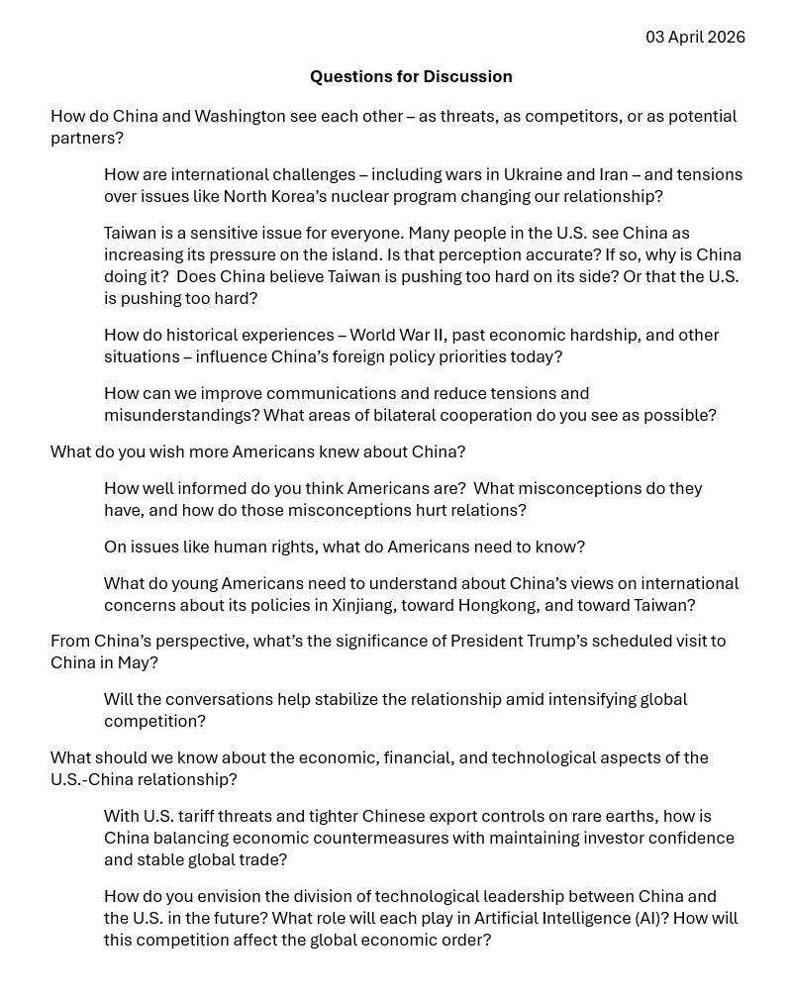 03 April 2026
Questions for Discussion
How do China and Washington see each other – as threats, as competitors, or as potential
partners?
How are international challenges – including wars in Ukraine and Iran – and tensions
over issues like North Korea’s nuclear program changing our relationship?
Taiwan is a sensitive issue for everyone. Many people in the U.S. see China as
increasing its pressure on the island. Is that perception accurate? If so, why is China
doing it?  Does China believe Taiwan is pushing too hard on its side? Or that the U.S.
is pushing too hard?
How do historical experiences – World War II, past economic hardship, and other
situations – influence China’s foreign policy priorities today?
How can we improve communications and reduce tensions and
misunderstandings? What areas of bilateral cooperation do you see as possible?
What do you wish more Americans knew about China?
How well informed do you think Americans are?  What misconceptions do they
have, and how do those misconceptions hurt relations?
On issues like human rights, what do Americans need to know?
What do young Americans need to understand about China’s views on international
concerns about its policies in Xinjiang, toward Hongkong, and toward Taiwan?
From China’s perspective, what’s the significance of President Trump’s scheduled visit to
China in May?
Will the conversations help stabilize the relationship amid intensifying global
competition?
What should we know about the economic, financial, and technological aspects of the
U.S.-China relationship?
With U.S. tariff threats and tighter Chinese export controls on rare earths, how is
China balancing economic countermeasures with maintaining investor confidence
and stable global trade?
How do you envision the division of technological leadership between China and
the U.S. in the future? What role will each play in Artificial Intelligence (AI)? How will
this competition affect the global economic order?